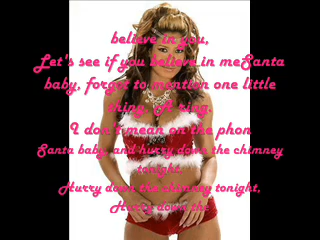 believe in you,
Let's see if you believe in meSanta
baby, forgot to mention one little
thing, A ring,
I don't mean on the phon
Santa baby, and hurry down the chimney
tonight,
Hurry down the chimney tonight,
Hurry down the